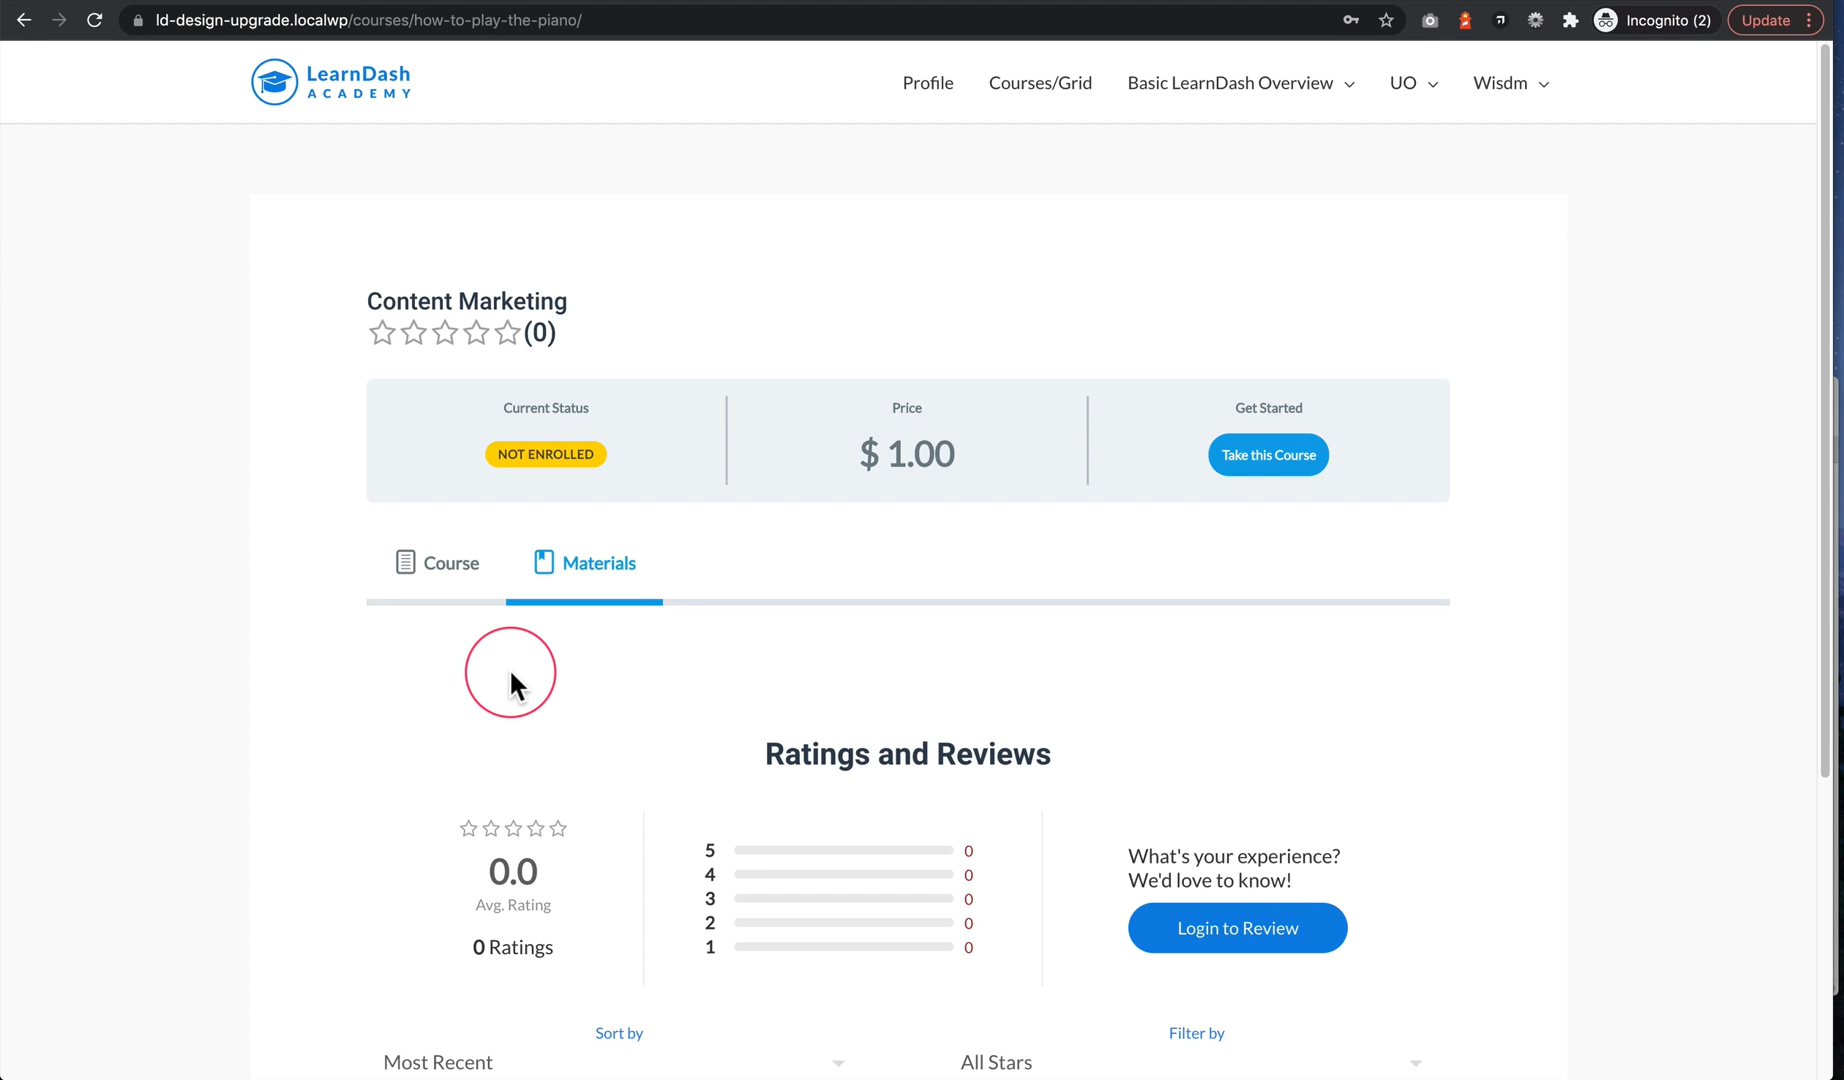 ld-design-upgrade.localwp/courses/how-to-play-the-piano/
Incognito (2)
Update
LearnDash
ACADEMY
Profile
Courses/Grid
Basic LearnDash Overview
UO
Wisdm
Content Marketing
(0)
Current Status
NOT ENROLLED
Price
$ 1.00
Get Started
Take this Course
Course
Materials
Ratings and Reviews
0.0
Avg. Rating
0 Ratings
5 0
4 0
3 0
2 0
1 0
What's your experience?
We'd love to know!
Login to Review
Sort by
Most Recent
Filter by
All Stars